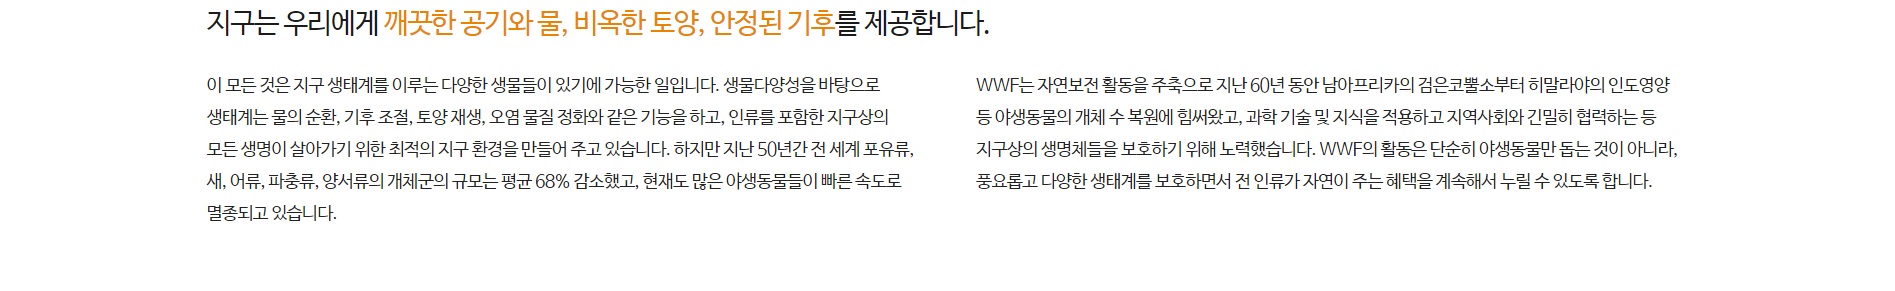 지구는 우리에게 깨끗한 공기와 물, 비옥한 토양, 안정된 기후를 제공합니다.
이 모든 것은 지구 생태계를 이루는 다양한 생물들이 있기에 가능한 일입니다. 생물다양성을 바탕으로
생태계는 물의 순환, 기후 조절, 토양 재생, 오염 물질 정화와 같은 기능을 하고, 인류를 포함한 지구상의
모든 생명이 살아가기 위한 최적의 지구 환경을 만들어 주고 있습니다. 하지만 지난 50년간 전 세계 포유류,
새, 어류, 파충류, 양서류의 개체군의 규모는 평균 68% 감소했고, 현재도 많은 야생동물들이 빠른 속도로
멸종되고 있습니다.
WWF는 자연보전 활동을 주축으로 지난 60년 동안 남아프리카의 검은코뿔소부터 히말라야의 인도영양
등 야생동물의 개체 수 복원에 힘써왔고, 과학 기술 및 지식을 적용하고 지역사회와 긴밀히 협력하는 등
지구상의 생명체들을 보호하기 위해 노력했습니다. WWF의 활동은 단순히 야생동물만 돕는 것이 아니라,
풍요롭고 다양한 생태계를 보호하면서 전 인류가 자연이 주는 혜택을 계속해서 누릴 수 있도록 합니다.